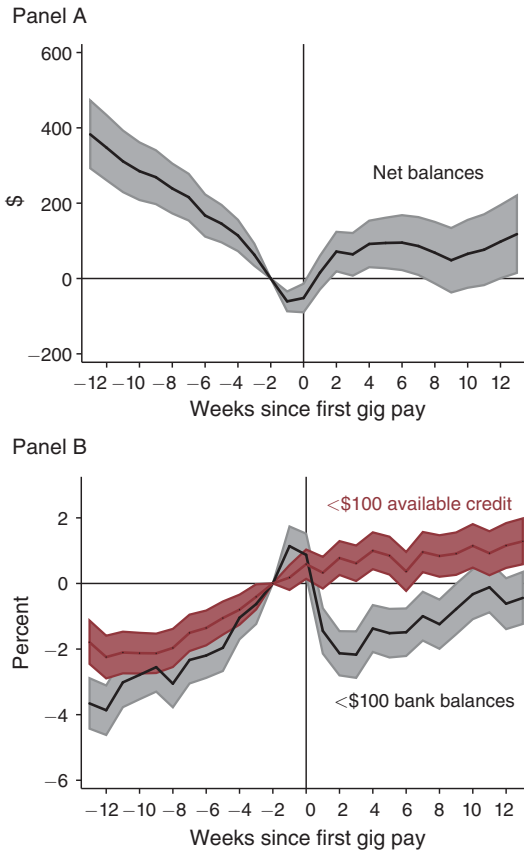 Panel A
600
400
Net balances
$
200
0
−200
−12 −10 −8 −6 −4 −2 0 2 4 6 8 10 12
Weeks since first gig pay
Panel B
<$100 available credit
2
0
Percent
−2
−4
<$100 bank balances
−6
−12 −10 −8 −6 −4 −2 0 2 4 6 8 10 12
Weeks since first gig pay